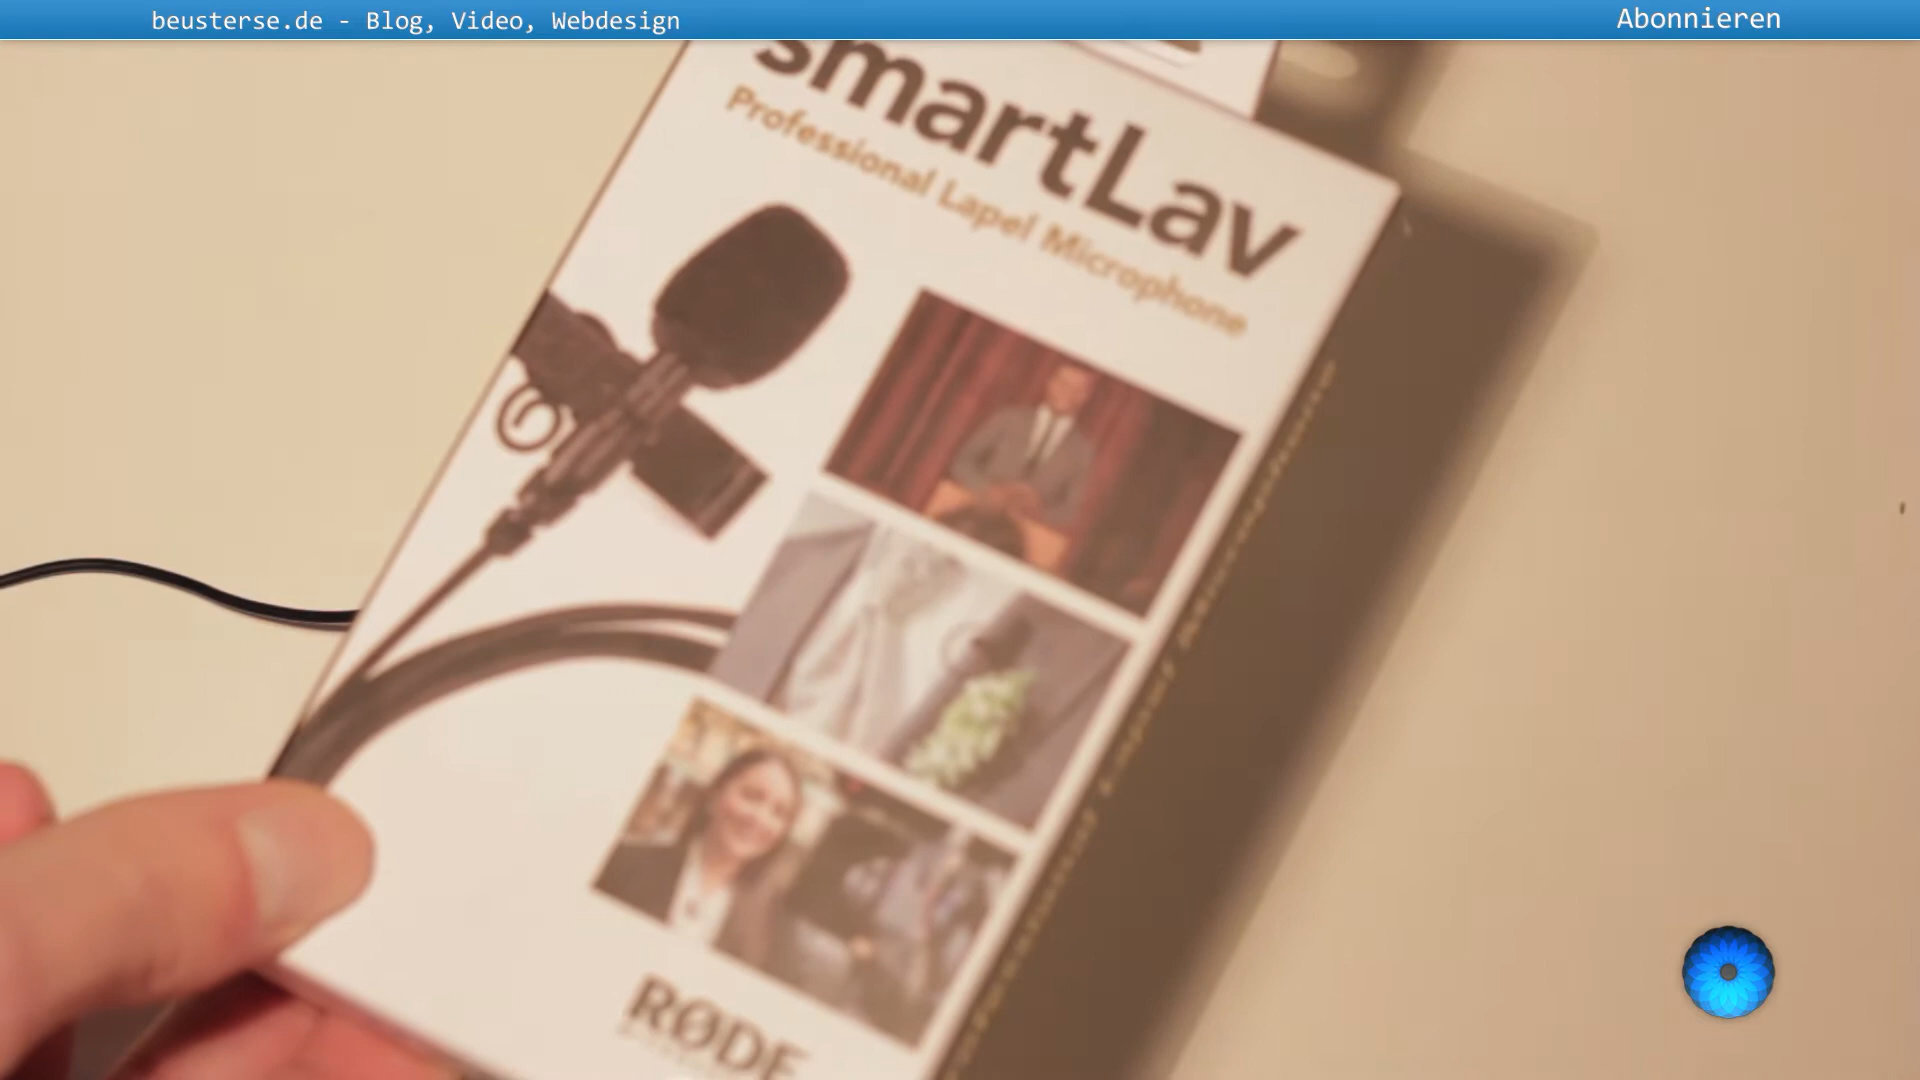 beusterse.de - Blog, Video, Webdesign
Abonnieren
smartLav
Professional Lapel Microphone
RØDE